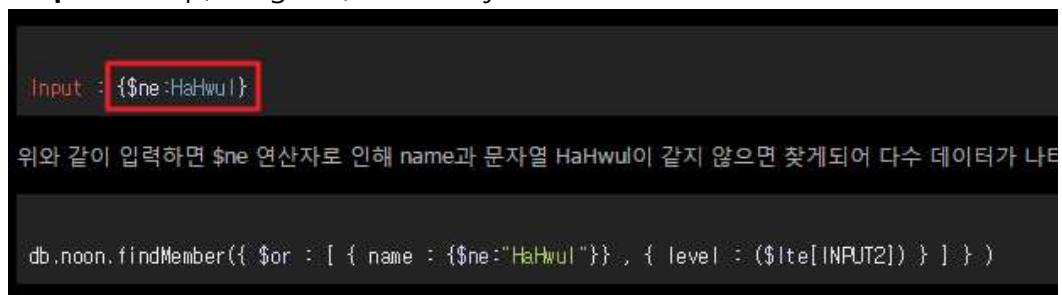 Input : {$ne:HaHwul}
위와 같이 입력하면 $ne 연산자로 인해 name과 문자열 HaHwul이 같지 않으면 찾게되어 다수 데이터가
db.noon.findMember({ $or : [ { name : {$ne:"HaHwul"}} , { level : ($lte[INPUT2]) } ] } )